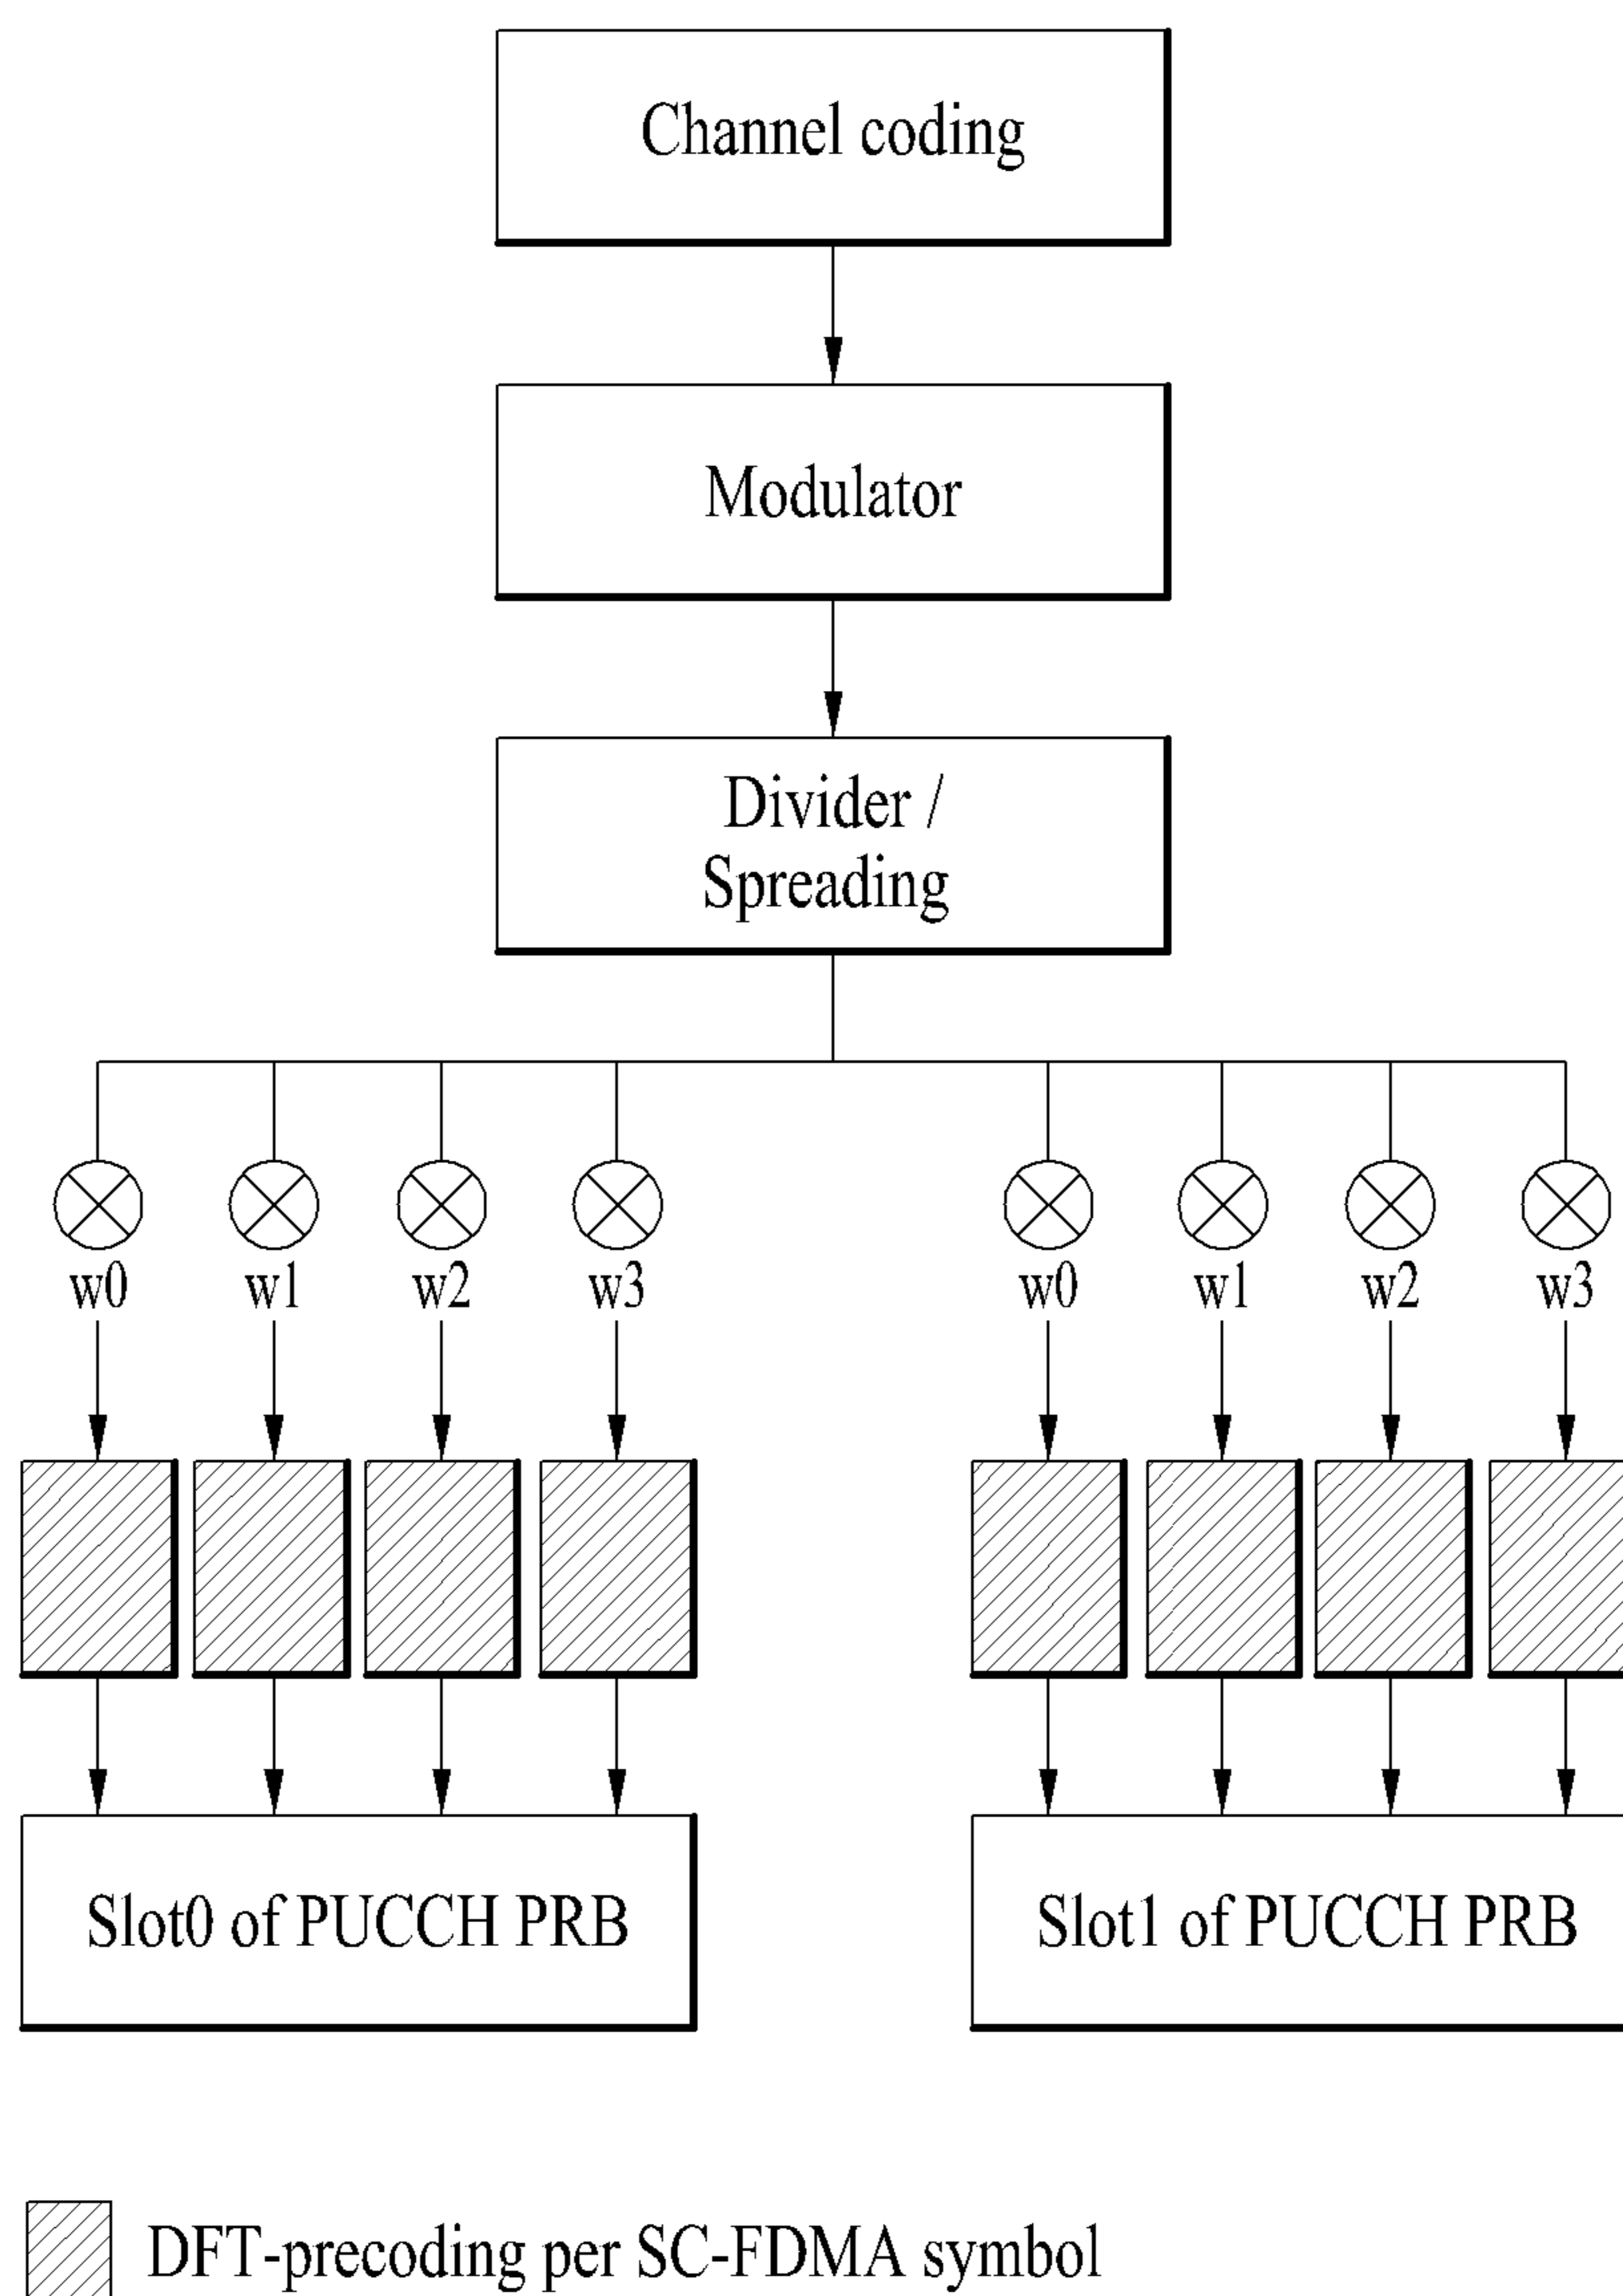 Channel coding
Modulator
Divider /
Spreading
w0 w1 w2 w3 w0 w1 w2 w3
Slot0 of PUCCH PRB Slot1 of PUCCH PRB
DFT-precoding per SC-FDMA symbol